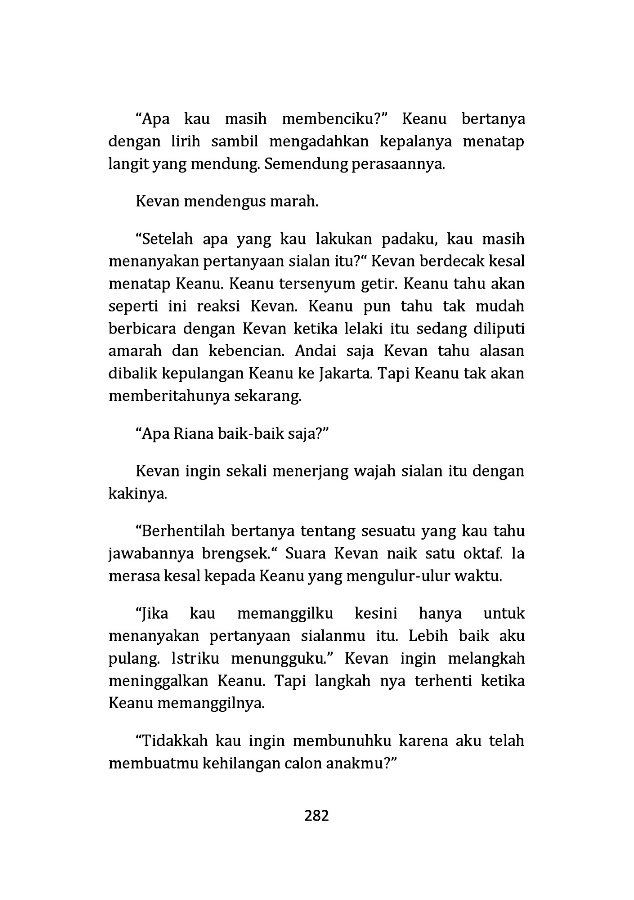 “Apa kau masih membenciku?” Keanu bertanya
dengan lirih sambil mengadahkan kepalanya menatap
langit yang mendung. Semendung perasaannya.
Kevan mendengus marah.
“Setelah apa yang kau lakukan padaku, kau masih
menanyakan pertanyaan sialan itu?“ Kevan berdecak kesal
menatap Keanu. Keanu tersenyum getir. Keanu tahu akan
seperti ini reaksi Kevan. Keanu pun tahu tak mudah
berbicara dengan Kevan ketika lelaki itu sedang diliputi
amarah dan kebencian. Andai saja Kevan tahu alasan
dibalik kepulangan Keanu ke Jakarta. Tapi Keanu tak akan
memberitahunya sekarang.
“Apa Riana baik-baik saja?”
Kevan ingin sekali menerjang wajah sialan itu dengan
kakinya.
“Berhentilah bertanya tentang sesuatu yang kau tahu
jawabannya brengsek.“ Suara Kevan naik satu oktaf. Ia
merasa kesal kepada Keanu yang mengulur-ulur waktu.
“Jika kau memanggilku kesini hanya untuk
menanyakan pertanyaan sialanmu itu. Lebih baik aku
pulang. Istriku menungguku.” Kevan ingin melangkah
meninggalkan Keanu. Tapi langkah nya terhenti ketika
Keanu memanggilnya.
“Tidakkah kau ingin membunuhku karena aku telah
membuatmu kehilangan calon anakmu?”
282